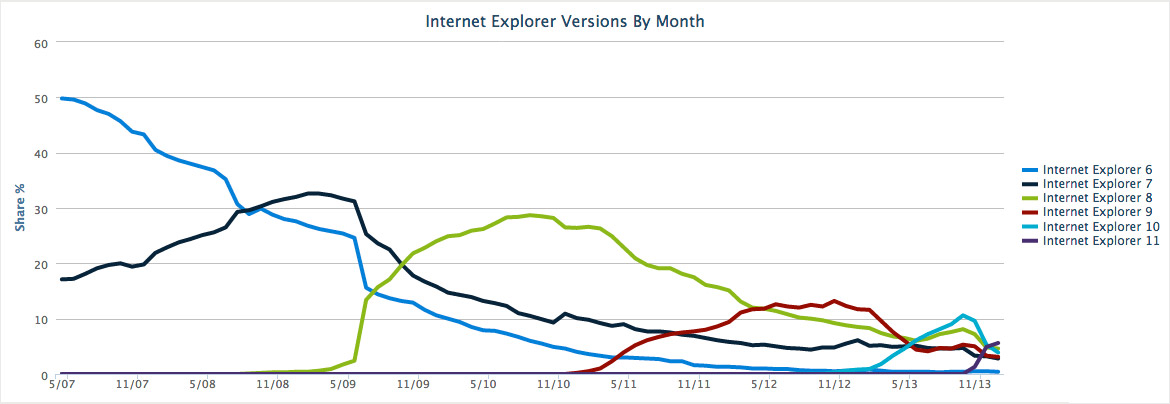 Internet Explorer Versions By Month
60
50
40
30
20
10
0
Share %
5/07 11/07 5/08 11/08 5/09 11/09 5/10 11/10 5/11 11/11 5/12 11/12 5/13 11/13
Internet Explorer 6
Internet Explorer 7
Internet Explorer 8
Internet Explorer 9
Internet Explorer 10
Internet Explorer 11